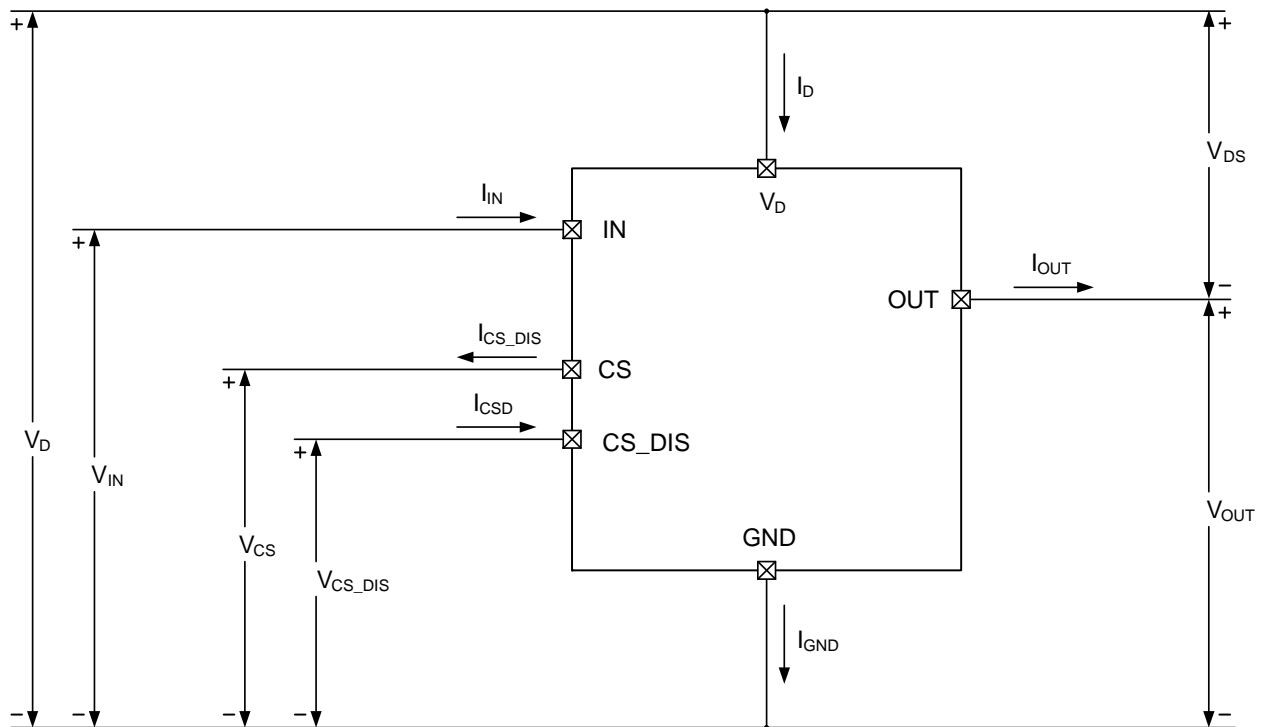 +
+
I_D
V_DS
I_IN
V_D
+
IN
I_OUT
OUT
−
+
I_CS_DIS
+
CS
I_CSD
V_D
+
CS_DIS
V_IN
V_OUT
GND
V_CS
V_CS_DIS
I_GND
−
−
−
−
−